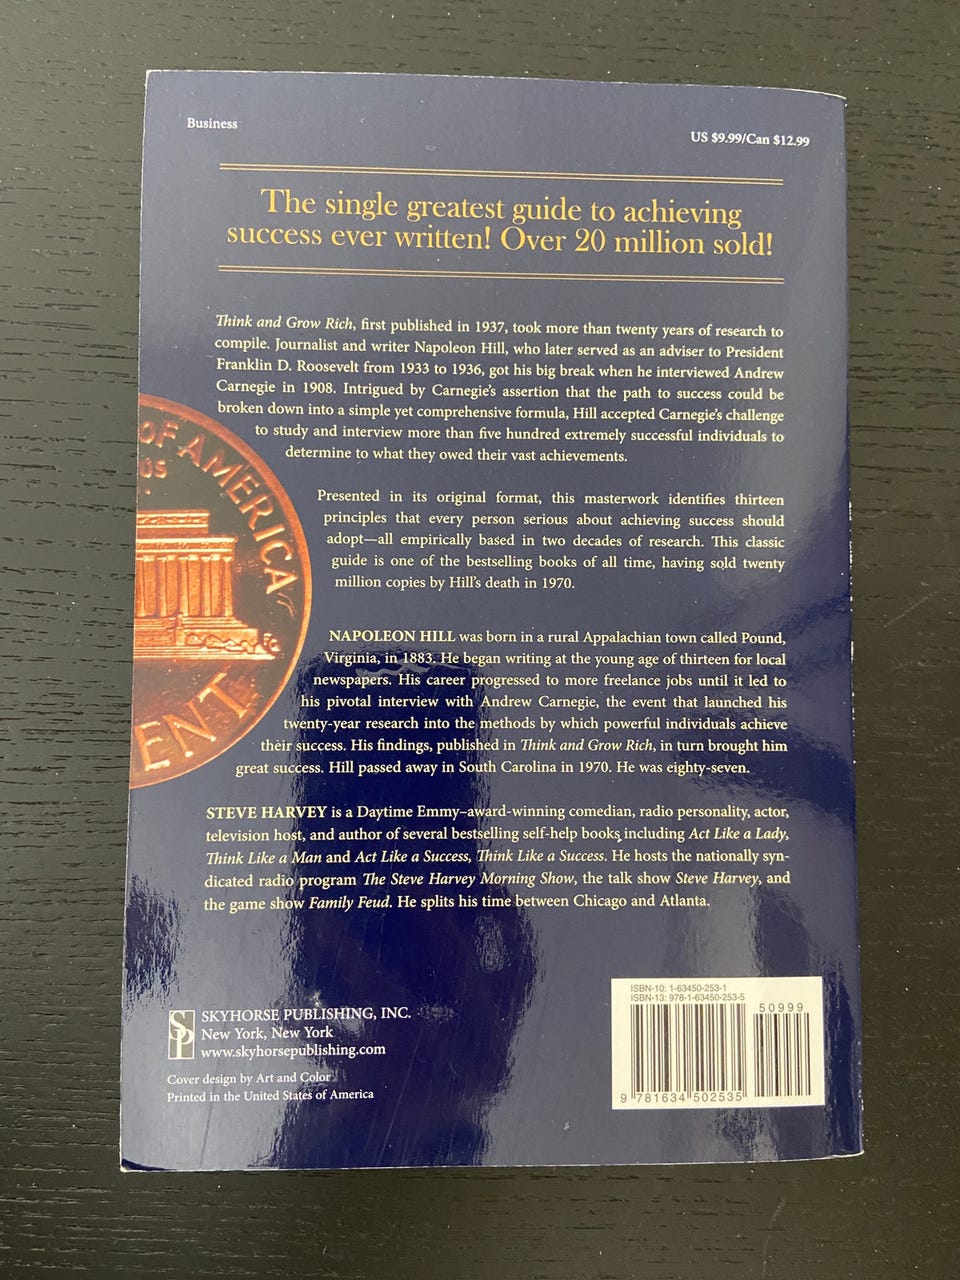 Business
US $9.99/Can $12.99
The single greatest guide to achieving
success ever written! Over 20 million sold!
Think and Grow Rich, first published in 1937, took more than twenty years of research to
compile. Journalist and writer Napoleon Hill, who later served as an adviser to President
Franklin D. Roosevelt from 1933 to 1936, got his big break when he interviewed Andrew
Carnegie in 1908. Intrigued by Carnegie's assertion that the path to success could be
broken down into a simple yet comprehensive formula, Hill accepted Carnegie's challenge
to study and interview more than five hundred extremely successful individuals to
determine to what they owed their vast achievements.
OF AMERICA
US
ENT
Presented in its original format, this masterwork identifies thirteen
principles that every person serious about achieving success should
adopt—all empirically based in two decades of research. This classic
guide is one of the bestselling books of all time, having sold twenty
million copies by Hill's death in 1970.
NAPOLEON HILL was born in a rural Appalachian town called Pound,
Virginia, in 1883. He began writing at the young age of thirteen for local
newspapers. His career progressed to more freelance jobs until it led to
his pivotal interview with Andrew Carnegie, the event that launched his
twenty-year research into the methods by which powerful individuals achieve
their success. His findings, published in Think and Grow Rich, in turn brought him
great success. Hill passed away in South Carolina in 1970. He was eighty-seven.
STEVE HARVEY is a Daytime Emmy–award-winning comedian, radio personality, actor,
television host, and author of several bestselling self-help books, including Act Like a Lady,
Think Like a Man and Act Like a Success, Think Like a Success. He hosts the nationally syn-
dicated radio program The Steve Harvey Morning Show, the talk show Steve Harvey, and
the game show Family Feud. He splits his time between Chicago and Atlanta.
SKYHORSE PUBLISHING, INC.
New York, New York
www.skyhorsepublishing.com
Cover design by Art and Color
Printed in the United States of America
ISBN-10: 1-63450-253-1
ISBN-13: 978-1-63450-253-5
50999
9 781634 502535